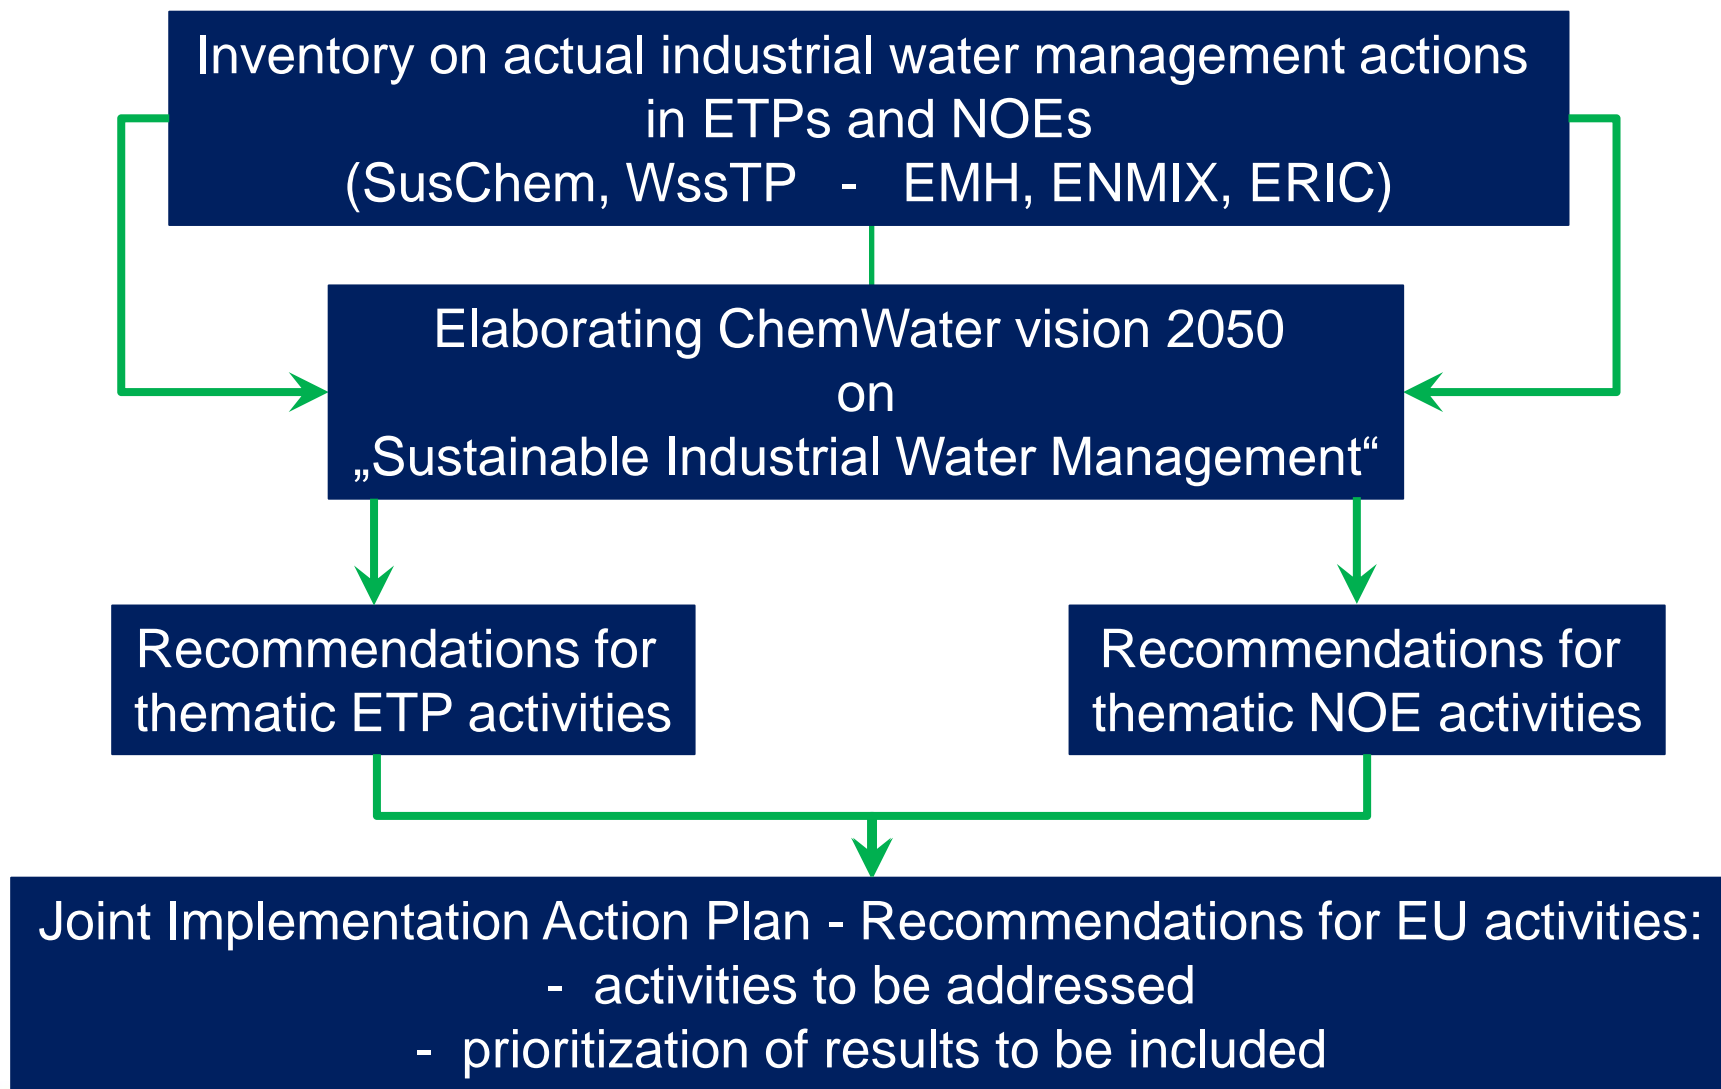 Inventory on actual industrial water management actions
in ETPs and NOEs
(SusChem, WssTP - EMH, ENMIX, ERIC)
Elaborating ChemWater vision 2050
on
„Sustainable Industrial Water Management“
Recommendations for
thematic ETP activities
Recommendations for
thematic NOE activities
Joint Implementation Action Plan - Recommendations for EU activities:
- activities to be addressed
- prioritization of results to be included